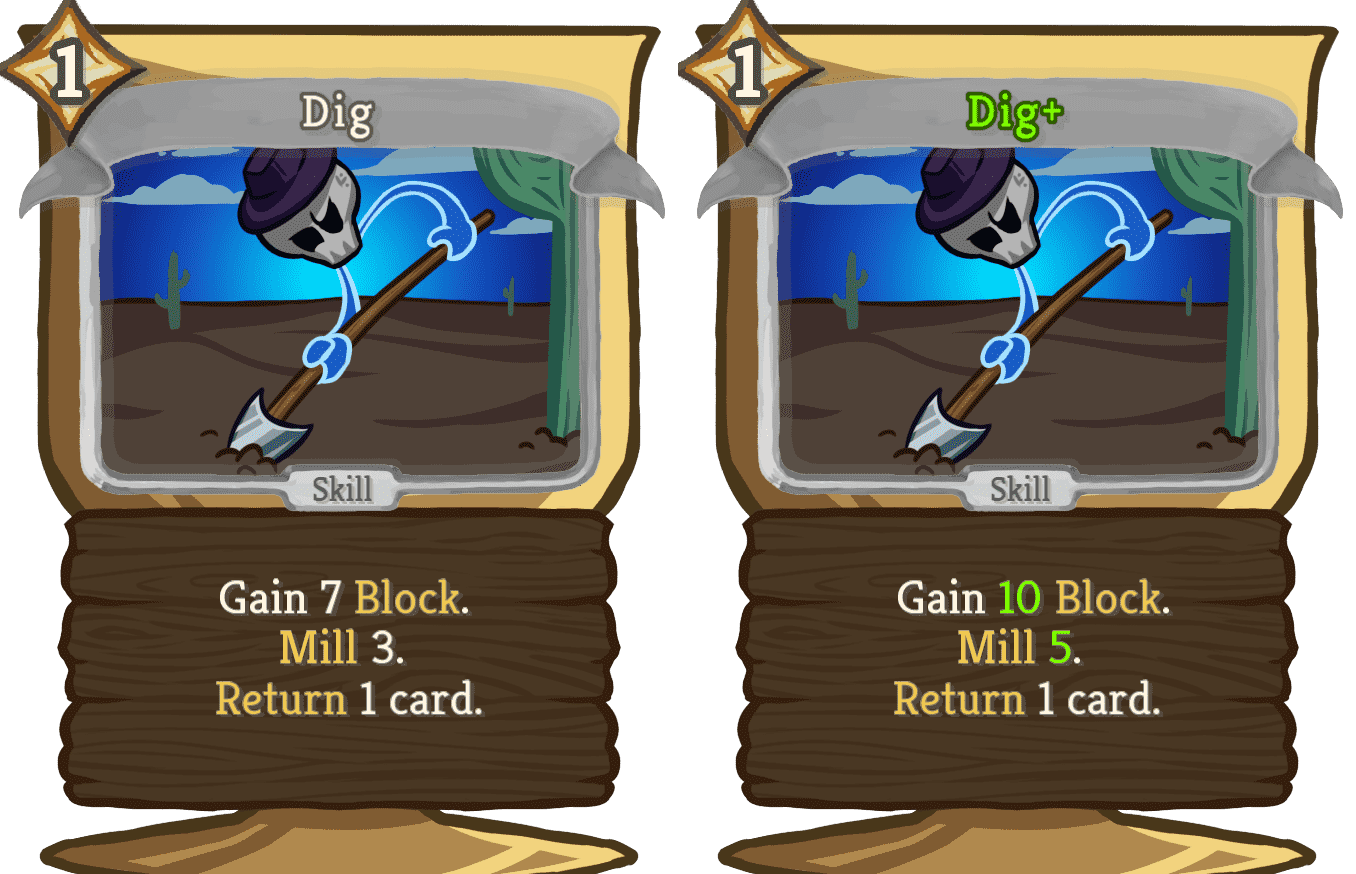 1
Dig
Skill
Gain 7 Block.
Mill 3.
Return 1 card.
1
Dig+
Skill
Gain 10 Block.
Mill 5.
Return 1 card.